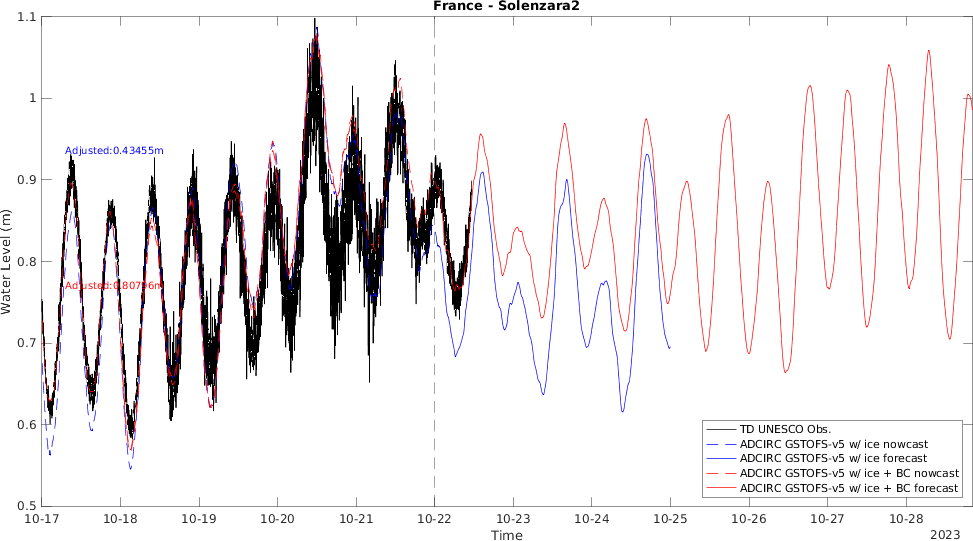 France - Solenzara2
1.1
1
0.9
0.8
0.7
0.6
0.5
Water Level (m)
Adjusted:0.43455m
Adjusted:0.80796m
TD UNESCO Obs.
ADCIRC GSTOFS-v5 w/ ice nowcast
ADCIRC GSTOFS-v5 w/ ice forecast
ADCIRC GSTOFS-v5 w/ ice + BC nowcast
ADCIRC GSTOFS-v5 w/ ice + BC forecast
10-17 10-18 10-19 10-20 10-21 10-22 10-23 10-24 10-25 10-26 10-27 10-28
Time
2023